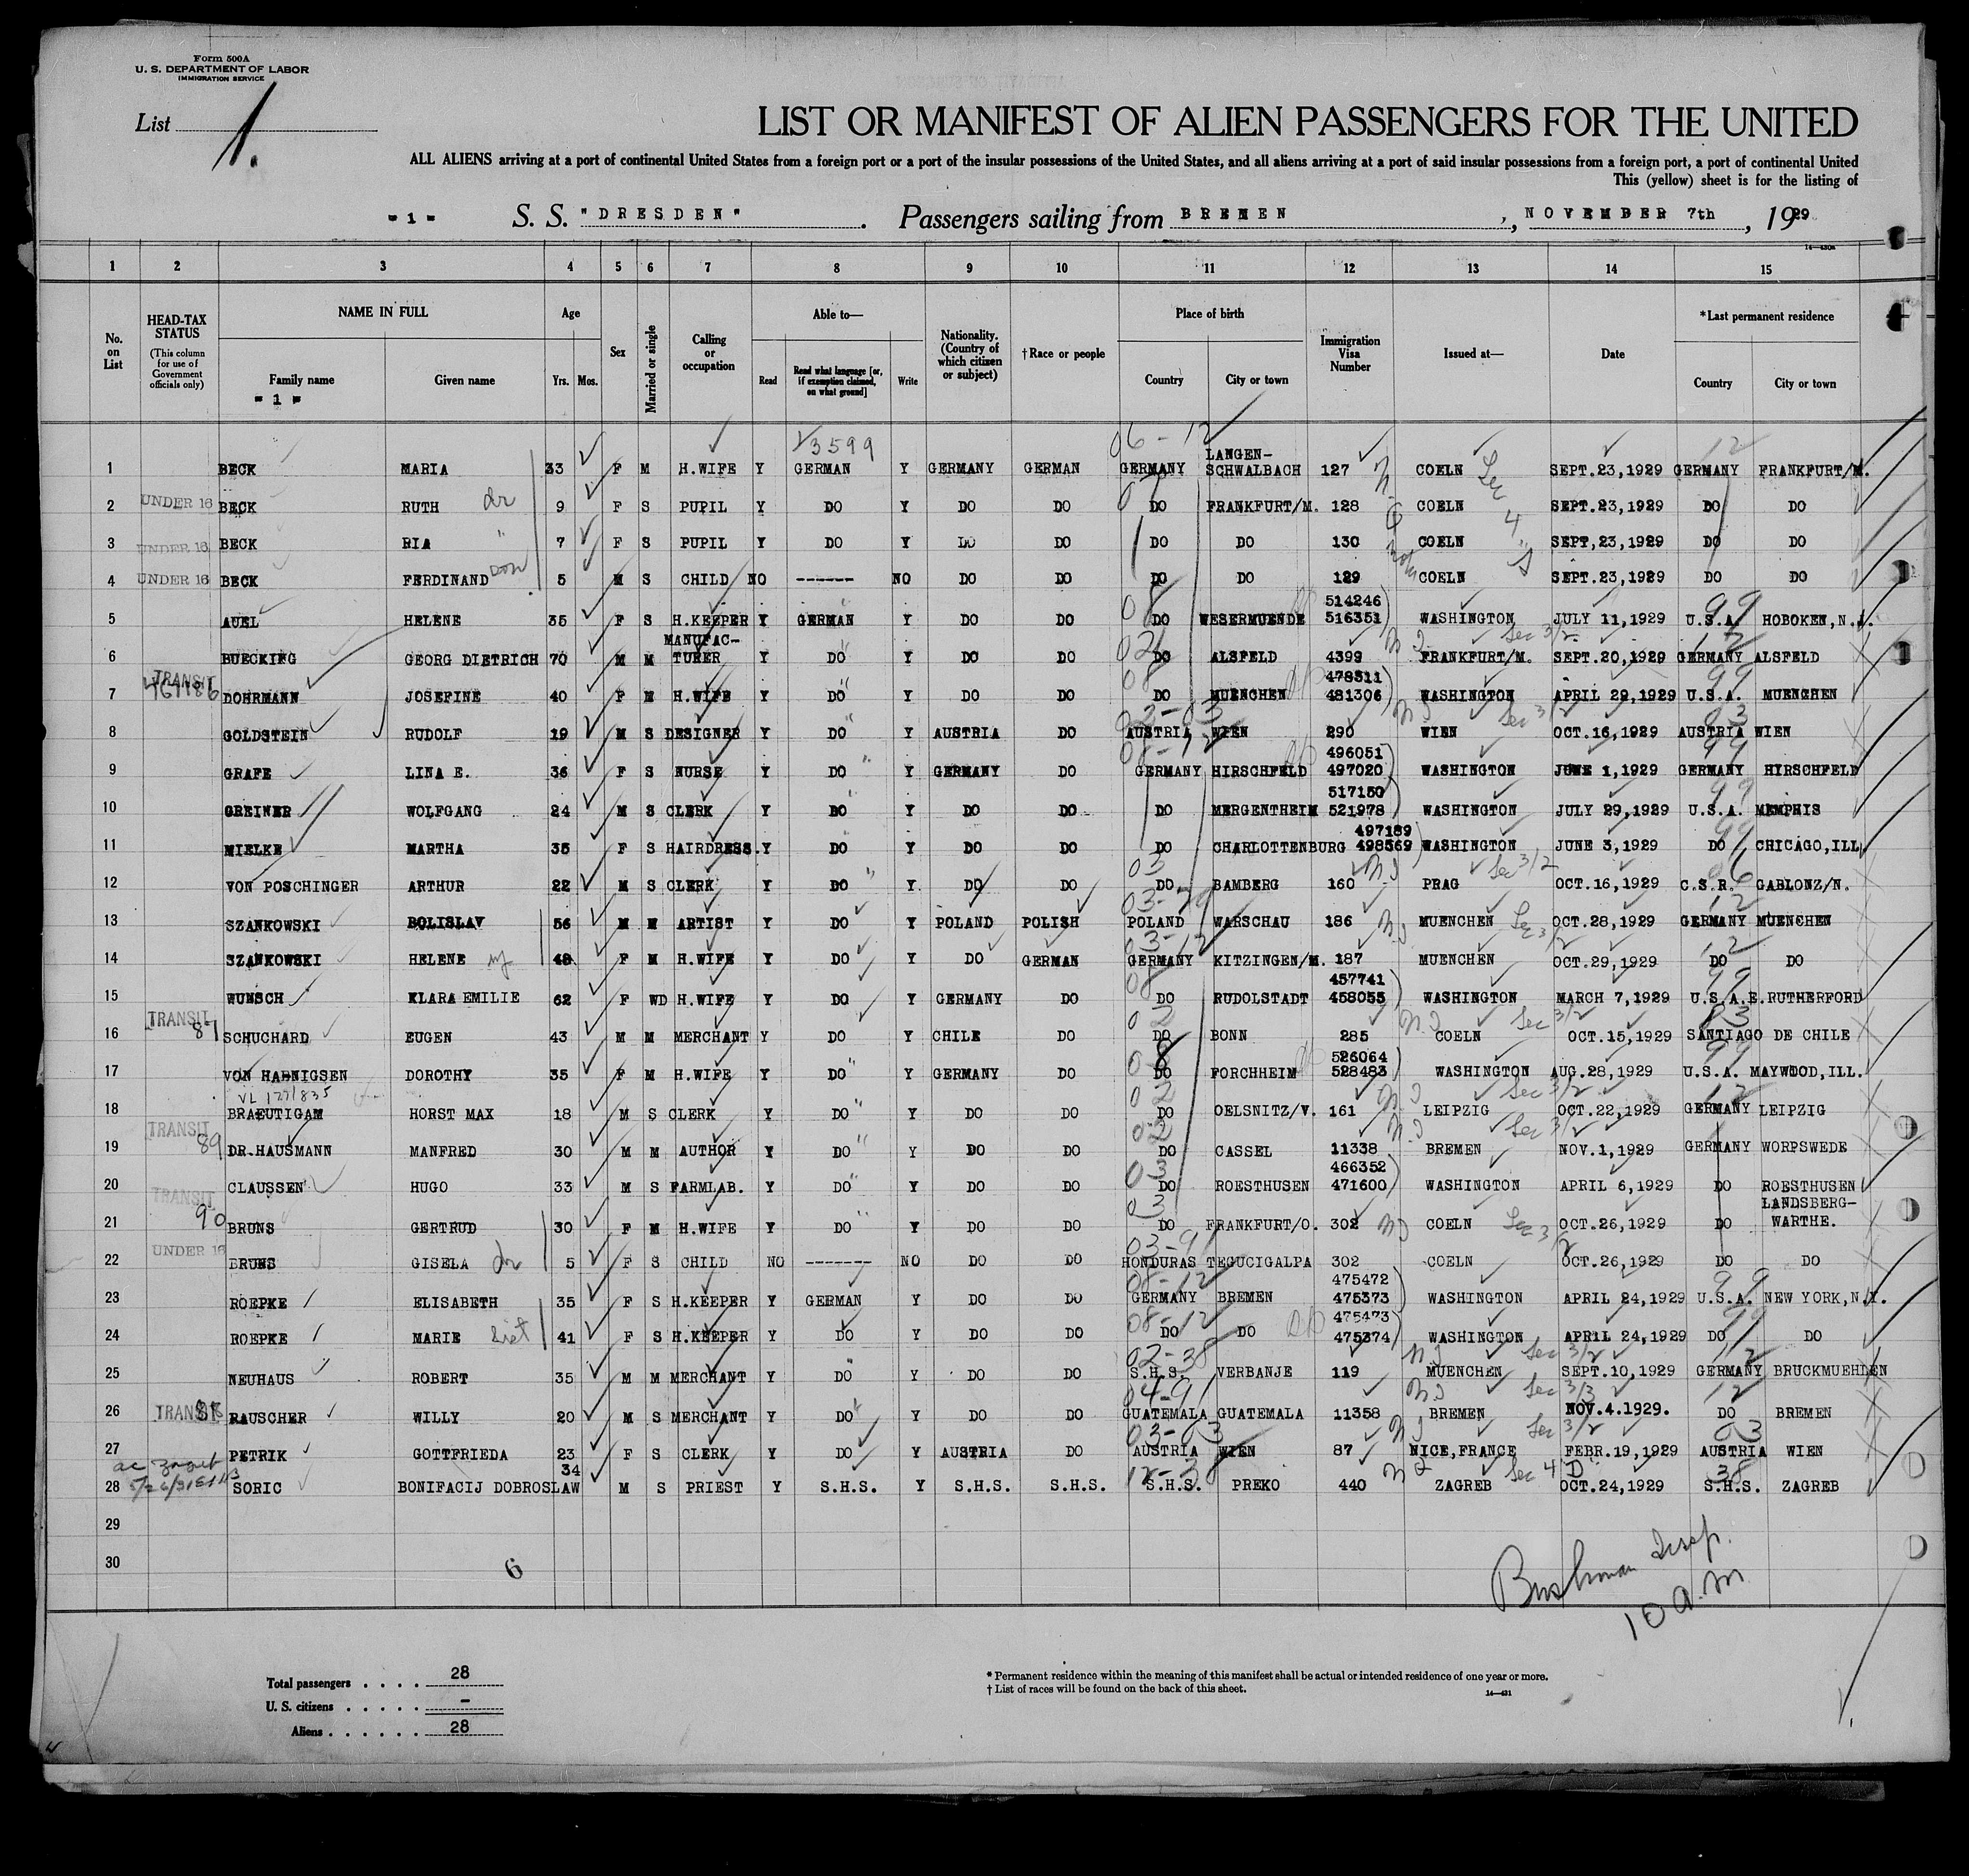 Form 500A
U. S. DEPARTMENT OF LABOR
IMMIGRATION SERVICE
List 1.
LIST OR MANIFEST OF ALIEN PASSENGERS FOR THE UNITED
ALL ALIENS arriving at a port of continental United States from a foreign port or a port of the insular possessions of the United States, and all aliens arriving at a port of said insular possessions from a foreign port, a port of continental United
This (yellow) sheet is for the listing of
- 1 - S. S. "DRESDEN". Passengers sailing from BREMEN, NOVEMBER 7th, 1929
14—430a
1 2 3 4 5 6 7 8 9 10 11 12 13 14 15
No. on List
HEAD-TAX STATUS
(This column for use of Government officials only)
NAME IN FULL
Family name
- 1 -
Given name
Age
Yrs. Mos.
Sex
Married or single
Calling or occupation
Able to—
Read
Read what language [or, if exemption claimed, on what ground]
Write
Nationality. (Country of which citizen or subject)
† Race or people
Place of birth
Country
City or town
Immigration Visa Number
Issued at—
Date
* Last permanent residence
Country
City or town
3599 06-12 12
1 BECK MARIA 33 F M H.WIFE Y GERMAN Y GERMANY GERMAN GERMANY LANGEN-SCHWALBACH 127 COELN SEPT.23,1929 GERMANY FRANKFURT/M.
2 UNDER 16 BECK RUTH 9 F S PUPIL Y DO Y DO DO DO FRANKFURT/M. 128 COELN SEPT.23,1929 DO DO
3 UNDER 16 BECK RIA 7 F S PUPIL Y DO Y DO DO DO DO 130 COELN SEPT,23,1929 DO DO
4 UNDER 16 BECK FERDINAND 5 M S CHILD NO ------ NO DO DO DO DO 129 COELN SEPT.23,1929 DO DO
5 AUEL HELENE 35 F S H.KEEPER Y GERMAN Y DO DO DO WESERMUENDE 514246 516351) WASHINGTON JULY 11,1929 U.S.A. HOBOKEN,N.J.
6 BUECKING GEORG DIETRICH 70 M M MANUFAC-TURER Y DO Y DO DO DO ALSFELD 4399 FRANKFURT/M. SEPT.20,1929 GERMANY ALSFELD
7 TRANSIT DOHRMANN JOSEFINE 40 F M H.WIFE Y DO Y DO DO DO MUENCHEN 478311 481306) WASHINGTON APRIL 29,1929 U.S.A. MUENCHEN
8 GOLDSTEIN RUDOLF 19 M S DESIGNER Y DO Y AUSTRIA DO AUSTRIA WIEN 290 WIEN OCT.16,1929 AUSTRIA WIEN
9 GRAFE LINA E. 36 F S NURSE Y DO Y GERMANY DO GERMANY HIRSCHFELD 496051 497020) WASHINGTON JUNE 1,1929 GERMANY HIRSCHFELD
10 GREINER WOLFGANG 24 M S CLERK Y DO Y DO DO DO MERGENTHEIM 517150 521978) WASHINGTON JULY 29,1929 U.S.A. MEMPHIS
11 MIELKE MARTHA 35 F S HAIRDRESS. Y DO Y DO DO DO CHARLOTTENBURG 497189 498569) WASHINGTON JUNE 3,1929 DO CHICAGO,ILL
12 VON POSCHINGER ARTHUR 22 M S CLERK Y DO Y DO DO DO BAMBERG 160 PRAG OCT.16,1929 C.S.R. GABLONZ/N.
13 SZANKOWSKI BOLISLAV 56 M M ARTIST Y DO Y POLAND POLISH POLAND WARSCHAU 186 MUENCHEN OCT.28,1929 GERMANY MUENCHEN
14 SZANKOWSKI HELENE 48 F M H.WIFE Y DO Y DO GERMAN GERMANY KITZINGEN/M. 187 MUENCHEN OCT.29,1929 DO DO
15 WUNSCH KLARA EMILIE 62 F WD H.WIFE Y DO Y GERMANY DO DO RUDOLSTADT 457741 458055) WASHINGTON MARCH 7,1929 U.S.A. E.RUTHERFORD
16 TRANSIT 87 SCHUCHARD EUGEN 43 M M MERCHANT Y DO Y CHILE DO DO BONN 285 COELN OCT.15,1929 SANTIAGO DE CHILE
17 VON HARNIGSEN DOROTHY 35 F M H.WIFE Y DO Y GERMANY DO DO FORCHHEIM 526064 528483) WASHINGTON AUG.28,1929 U.S.A. MAYWOOD,ILL.
18 BRAEUTIGAM HORST MAX 18 M S CLERK Y DO Y DO DO DO OELSNITZ/V. 161 LEIPZIG OCT.22,1929 GERMANY LEIPZIG
19 TRANSIT 89 DR.HAUSMANN MANFRED 30 M M AUTHOR Y DO Y DO DO DO CASSEL 11338 BREMEN NOV.1,1929 GERMANY WORPSWEDE
20 CLAUSSEN HUGO 33 M S FARMLAB. Y DO Y DO DO DO ROESTHUSEN 466352 471600) WASHINGTON APRIL 6,1929 DO ROESTHUSEN
21 TRANSIT 90 BRUNS GERTRUD 30 F M H.WIFE Y DO Y DO DO DO FRANKFURT/O. 302 COELN OCT.26,1929 DO LANDSBERG-WARTHE.
22 UNDER 16 BRUNS GISELA 5 F S CHILD NO ------- NO DO DO HONDURAS TEGUCIGALPA 302 COELN OCT.26,1929 DO DO
23 ROEPKE ELISABETH 35 F S H.KEEPER Y GERMAN Y DO DO GERMANY BREMEN 475472 475373) WASHINGTON APRIL 24,1929 U.S.A. NEW YORK,N.Y.
24 ROEPKE MARIE 41 F S H.KEEPER Y DO Y DO DO DO DO 475473 475374) WASHINGTON APRIL 24,1929 DO DO
25 NEUHAUS ROBERT 35 M M MERCHANT Y DO Y DO DO S.H.S. VERBANJE 119 MUENCHEN SEPT.10,1929 GERMANY BRUCKMUEHLEN
26 TRANSIT RAUSCHER WILLY 20 M S MERCHANT Y DO Y DO DO GUATEMALA GUATEMALA 11358 BREMEN NOV.4.1929. DO BREMEN
27 PETRIK GOTTFRIEDA 23 F S CLERK Y DO Y AUSTRIA DO AUSTRIA WIEN 87 NICE,FRANCE FEBR.19,1929 AUSTRIA WIEN
28 SORIC BONIFACIJ DOBROSLAW 34 M S PRIEST Y S.H.S. Y S.H.S. S.H.S. S.H.S. PREKO 440 ZAGREB OCT.24,1929 S.H.S. ZAGREB
29
30
6
Bushman Insp.
10 a.m
Total passengers . . . . 28
U. S. citizens . . . . . -
Aliens . . . . . . 28
* Permanent residence within the meaning of this manifest shall be actual or intended residence of one year or more.
† List of races will be found on the back of this sheet.
14—431